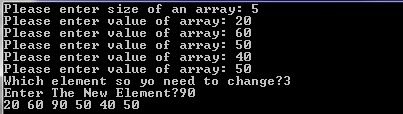 Please enter size of an array: 5
Please enter value of array: 20
Please enter value of array: 60
Please enter value of array: 50
Please enter value of array: 40
Please enter value of array: 50
Which element so yo need to change?3
Enter The New Element?90
20 60 90 50 40 50